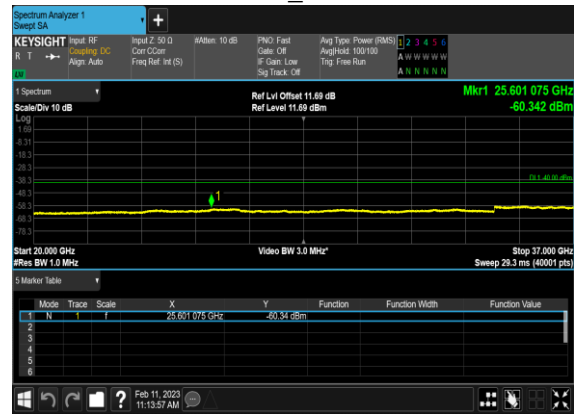 Spectrum Analyzer 1
Swept SA
+
KEYSIGHT Input: RF Input Z: 50 Ω #Atten: 10 dB PNO: Fast Avg Type: Power (RMS) 1 2 3 4 5 6
R T Coupling: DC Corr CCorr Gate: Off Avg|Hold: 100/100 A W W W W W
Align: Auto Freq Ref: Int (S) IF Gain: Low Trig: Free Run
LXI Sig Track: Off A N N N N N
1 Spectrum Ref Lvl Offset 11.69 dB Mkr1 25.601 075 GHz
Scale/Div 10 dB Ref Level 11.69 dBm -60.342 dBm
Log
1.69
-8.31
-18.3
-28.3
-38.3 DL1 -40.00 dBm
-48.3
1
-58.3
-68.3
-78.3
Start 20.000 GHz Video BW 3.0 MHz* Stop 37.000 GHz
#Res BW 1.0 MHz Sweep 29.3 ms (40001 pts)
5 Marker Table
Mode Trace Scale X Y Function Function Width Function Value
1 N 1 f 25.601 075 GHz -60.34 dBm
2
3
4
5
6
? Feb 11, 2023
11:13:57 AM